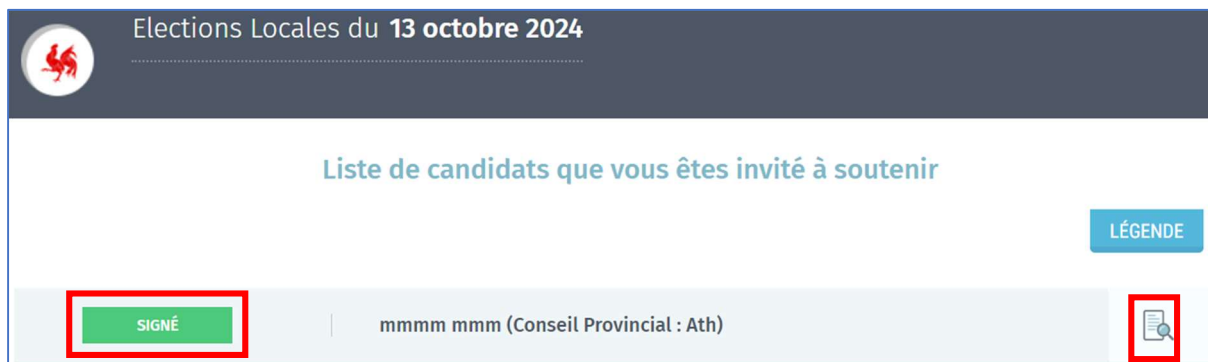 Elections Locales du 13 octobre 2024
Liste de candidats que vous êtes invité à soutenir
LÉGENDE
SIGNÉ mmmm mmm (Conseil Provincial : Ath)